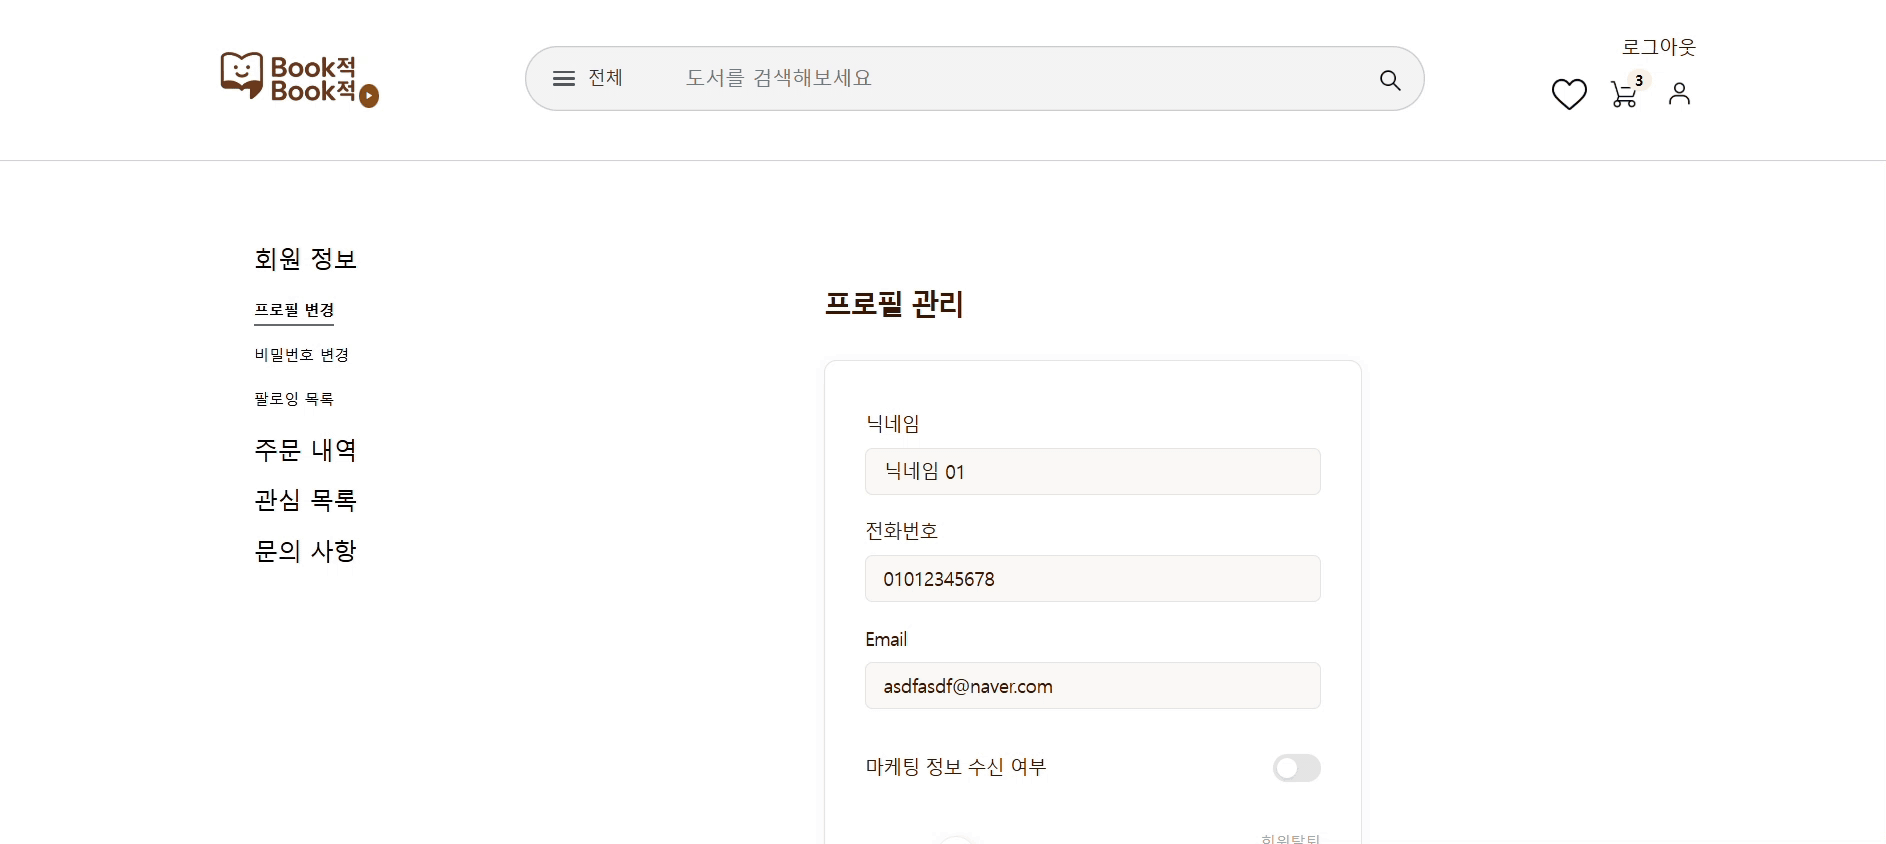 Book적
Book적
전체
도서를 검색해보세요
로그아웃
3
회원 정보
프로필 변경
비밀번호 변경
팔로잉 목록
주문 내역
관심 목록
문의 사항
프로필 관리
닉네임
닉네임 01
전화번호
01012345678
Email
asdfasdf@naver.com
마케팅 정보 수신 여부
회원탈퇴